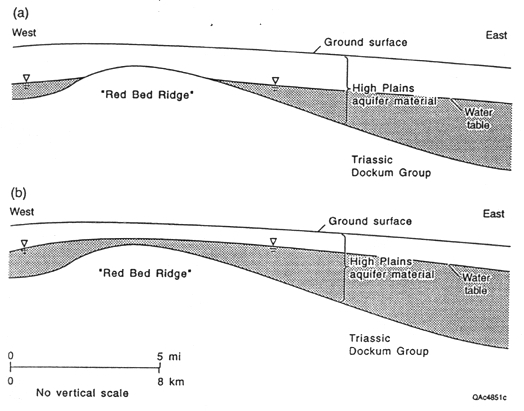 (a)
West
Ground surface
East
"Red Bed Ridge"
High Plains
aquifer material
Water
table
Triassic
Dockum Group
(b)
West
Ground surface
East
"Red Bed Ridge"
High Plains
aquifer material
Water
table
Triassic
Dockum Group
0 5 mi
0 8 km
No vertical scale
QAc4851c